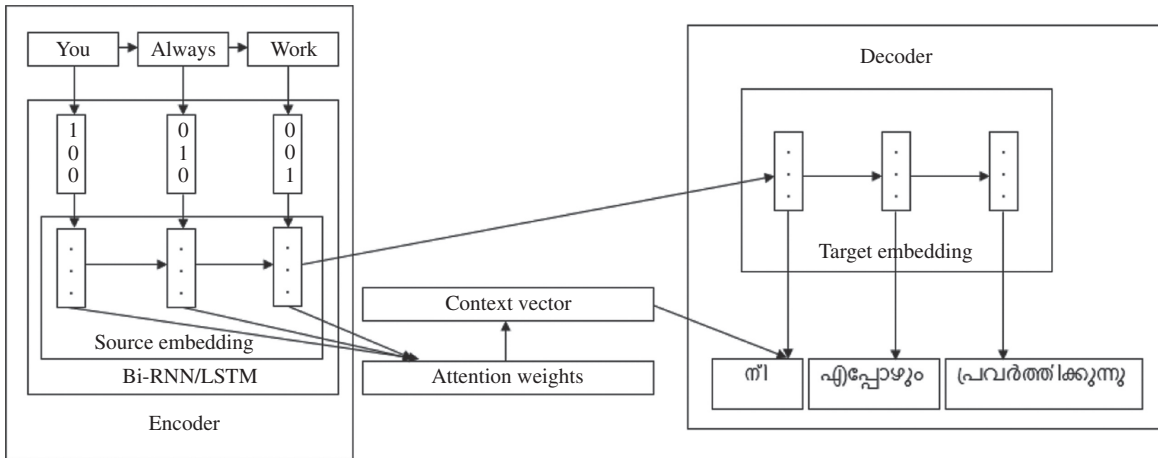 You Always Work
1 0 0
0 1 0
0 0 1
Source embedding
Bi-RNN/LSTM
Encoder
Context vector
Attention weights
Decoder
Target embedding
നീ എപ്പോഴും പ്രവർത്തിക്കുന്നു